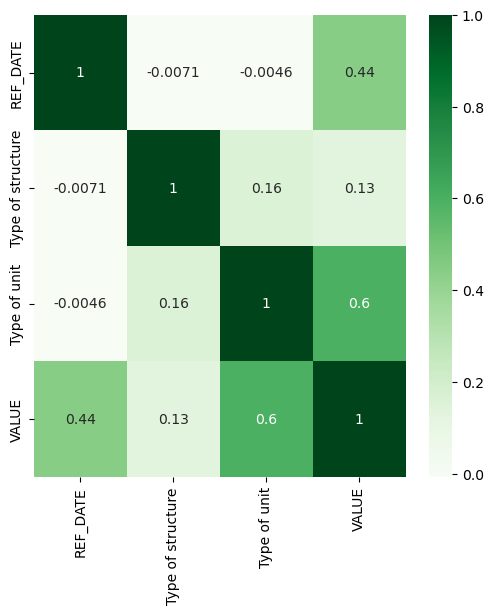 REF_DATE
1
-0.0071
-0.0046
0.44
Type of structure
-0.0071
1
0.16
0.13
Type of unit
-0.0046
0.16
1
0.6
VALUE
0.44
0.13
0.6
1
REF_DATE
Type of structure
Type of unit
VALUE
1.0
0.8
0.6
0.4
0.2
0.0